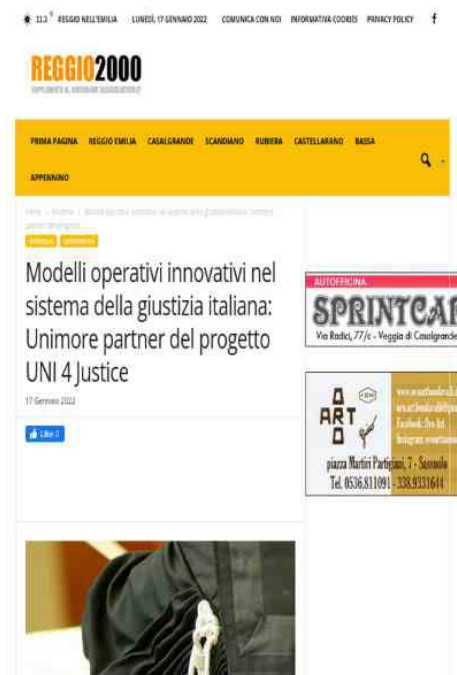 11.3 ° REGGIO NELL'EMILIA LUNEDÌ, 17 GENNAIO 2022 COMUNICA CON NOI INFORMATIVA-COOKIES PRIVACY POLICY f
REGGIO2000
PRIMA PAGINA REGGIO EMILIA CASALGRANDE SCANDIANO RUBIERA CASTELLARANO BASSA
APPENNINO
Modelli operativi innovativi nel
sistema della giustizia italiana:
Unimore partner del progetto
UNI 4 Justice
17 Gennaio 2022
Like 0
AUTOFFICINA
SPRINTCAR
Via Radici, 77/c - Veggia di Casalgrande
ORO ART
piazza Martiri Partigiani, 7 - Sassuolo
Tel. 0536.811091 - 338.9331644